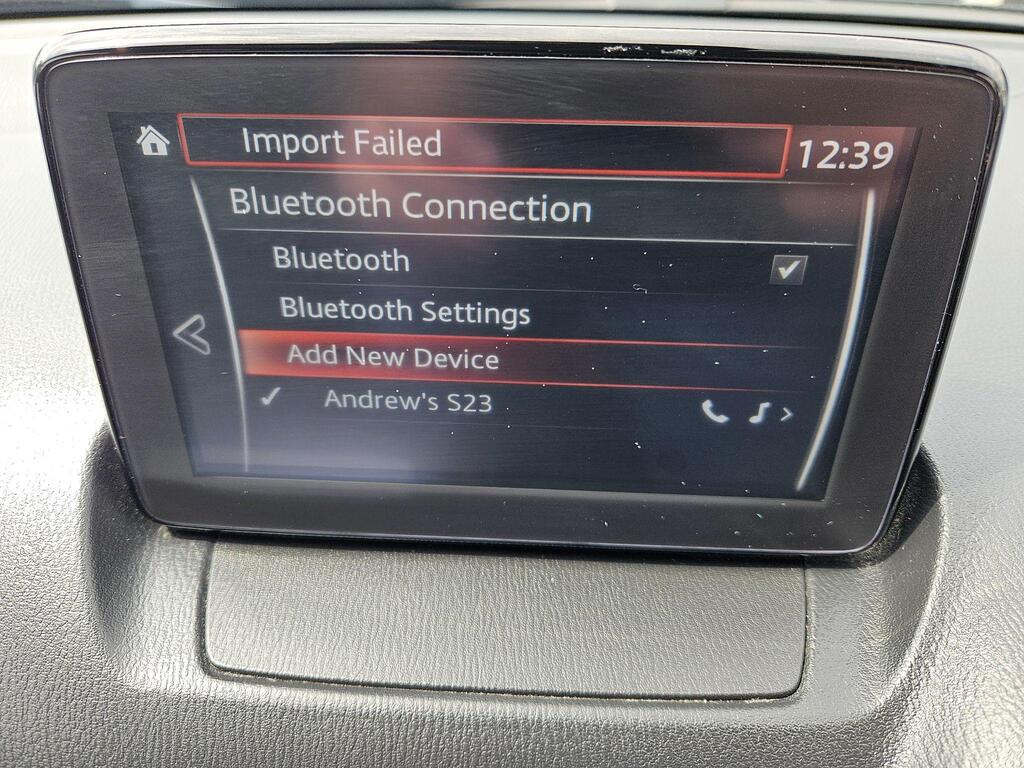 Import Failed
12:39
Bluetooth Connection
Bluetooth
Bluetooth Settings
Add New Device
Andrew's S23